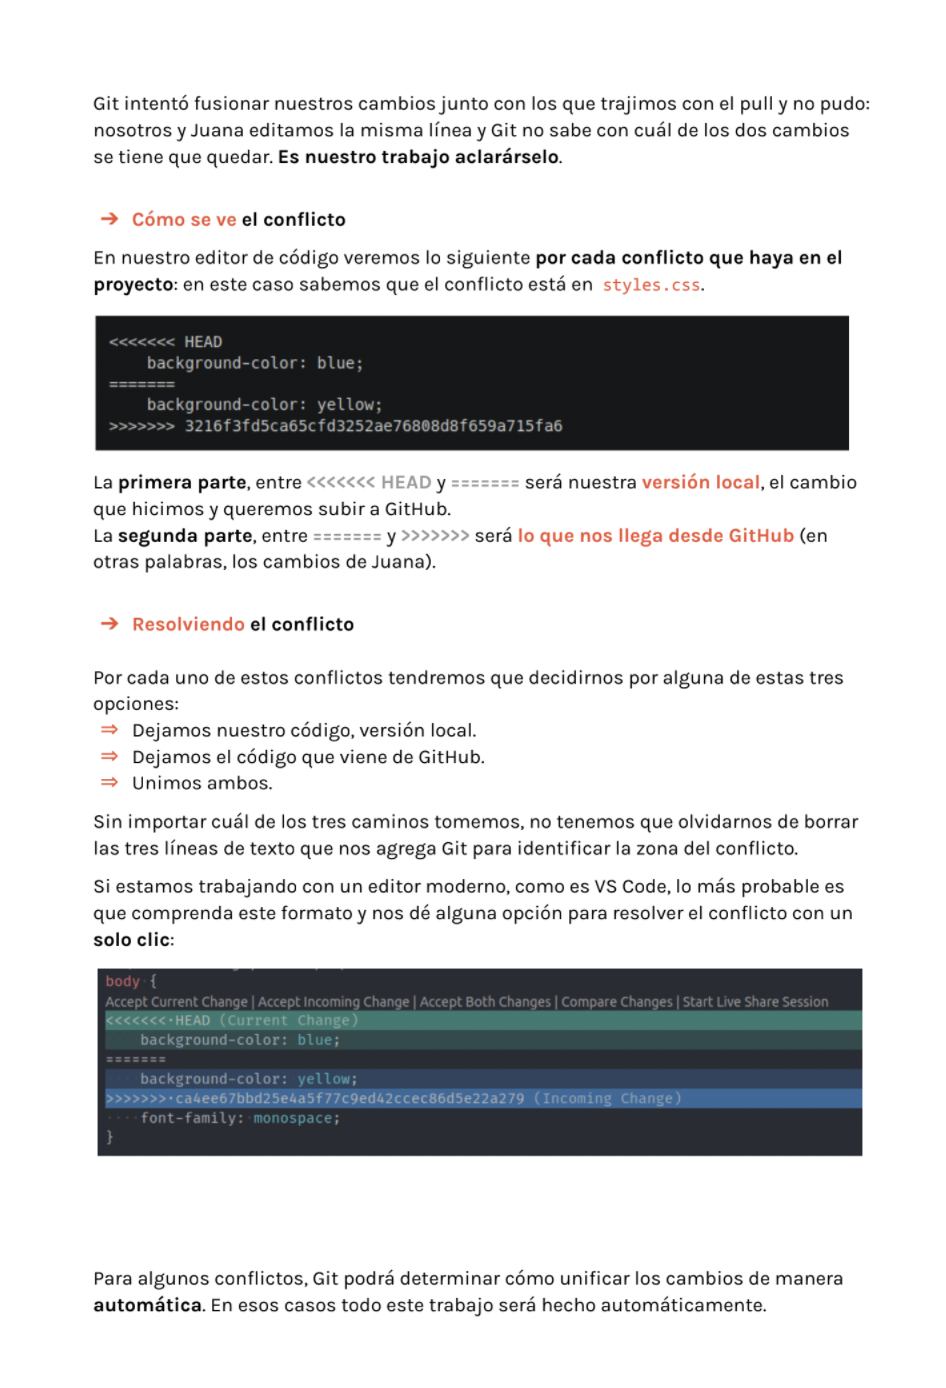 Git intentó fusionar nuestros cambios junto con los que trajimos con el pull y no pudo:
nosotros y Juana editamos la misma línea y Git no sabe con cuál de los dos cambios
se tiene que quedar. Es nuestro trabajo aclarárselo.
➔ Cómo se ve el conflicto
En nuestro editor de código veremos lo siguiente por cada conflicto que haya en el
proyecto: en este caso sabemos que el conflicto está en styles.css.
<<<<<<< HEAD
    background-color: blue;
=======
    background-color: yellow;
>>>>>>> 3216f3fd5ca65cfd3252ae76808d8f659a715fa6
La primera parte, entre <<<<<<< HEAD y ======= será nuestra versión local, el cambio
que hicimos y queremos subir a GitHub.
La segunda parte, entre ======= y >>>>>>> será lo que nos llega desde GitHub (en
otras palabras, los cambios de Juana).
➔ Resolviendo el conflicto
Por cada uno de estos conflictos tendremos que decidirnos por alguna de estas tres
opciones:
⇒ Dejamos nuestro código, versión local.
⇒ Dejamos el código que viene de GitHub.
⇒ Unimos ambos.
Sin importar cuál de los tres caminos tomemos, no tenemos que olvidarnos de borrar
las tres líneas de texto que nos agrega Git para identificar la zona del conflicto.
Si estamos trabajando con un editor moderno, como es VS Code, lo más probable es
que comprenda este formato y nos dé alguna opción para resolver el conflicto con un
solo clic:
body {
Accept Current Change | Accept Incoming Change | Accept Both Changes | Compare Changes | Start Live Share Session
<<<<<<<·HEAD (Current Change)
    background-color: blue;
=======
    background-color: yellow;
>>>>>>>·ca4ee67bbd25e4a5f77c9ed42ccec86d5e22a279 (Incoming Change)
····font-family:·monospace;
}
Para algunos conflictos, Git podrá determinar cómo unificar los cambios de manera
automática. En esos casos todo este trabajo será hecho automáticamente.